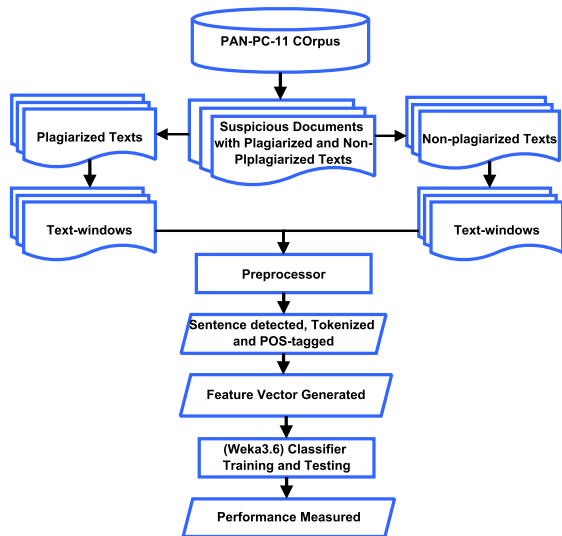 PAN-PC-11 COrpus
Plagiarized Texts
Suspicious Documents
with Plagiarized and Non-
Plplagiarized Texts
Non-plagiarized Texts
Text-windows
Text-windows
Preprocessor
Sentence detected, Tokenized
and POS-tagged
Feature Vector Generated
(Weka3.6) Classifier
Training and Testing
Performance Measured